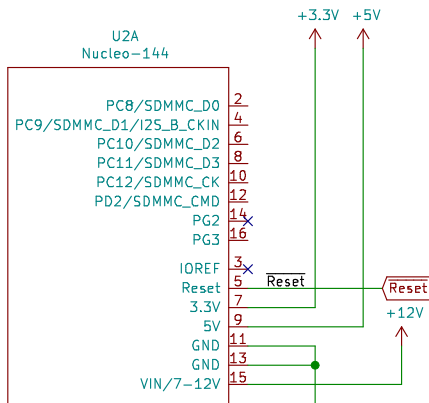 +3.3V +5V
U2A
Nucleo-144
PC8/SDMMC_D0 2
PC9/SDMMC_D1/I2S_B_CKIN 4
PC10/SDMMC_D2 6
PC11/SDMMC_D3 8
PC12/SDMMC_CK 10
PD2/SDMMC_CMD 12
PG2 14
PG3 16
IOREF 3
Reset 5 Reset Reset
3.3V 7
+12V
5V 9
GND 11
GND 13
VIN/7-12V 15